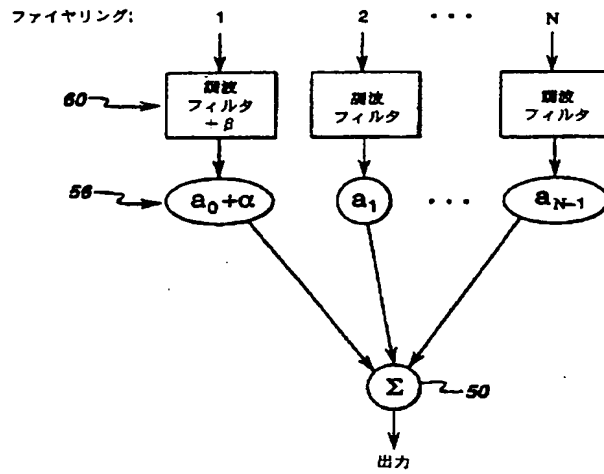 ファイヤリング: 1 2 ··· N
60 調波フィルタ+β 調波フィルタ 調波フィルタ
56 a₀+α a₁ ··· a_N-1
Σ 50
出力